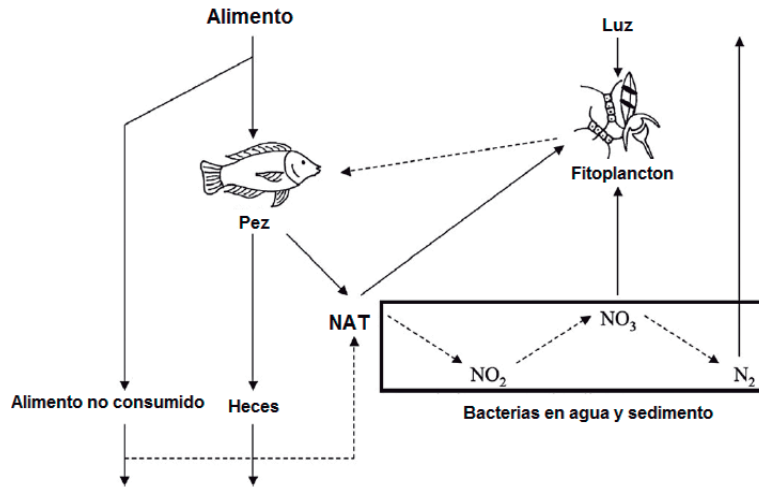 Alimento
Luz
Fitoplancton
Pez
NAT
NO₃
NO₂
N₂
Alimento no consumido
Heces
Bacterias en agua y sedimento